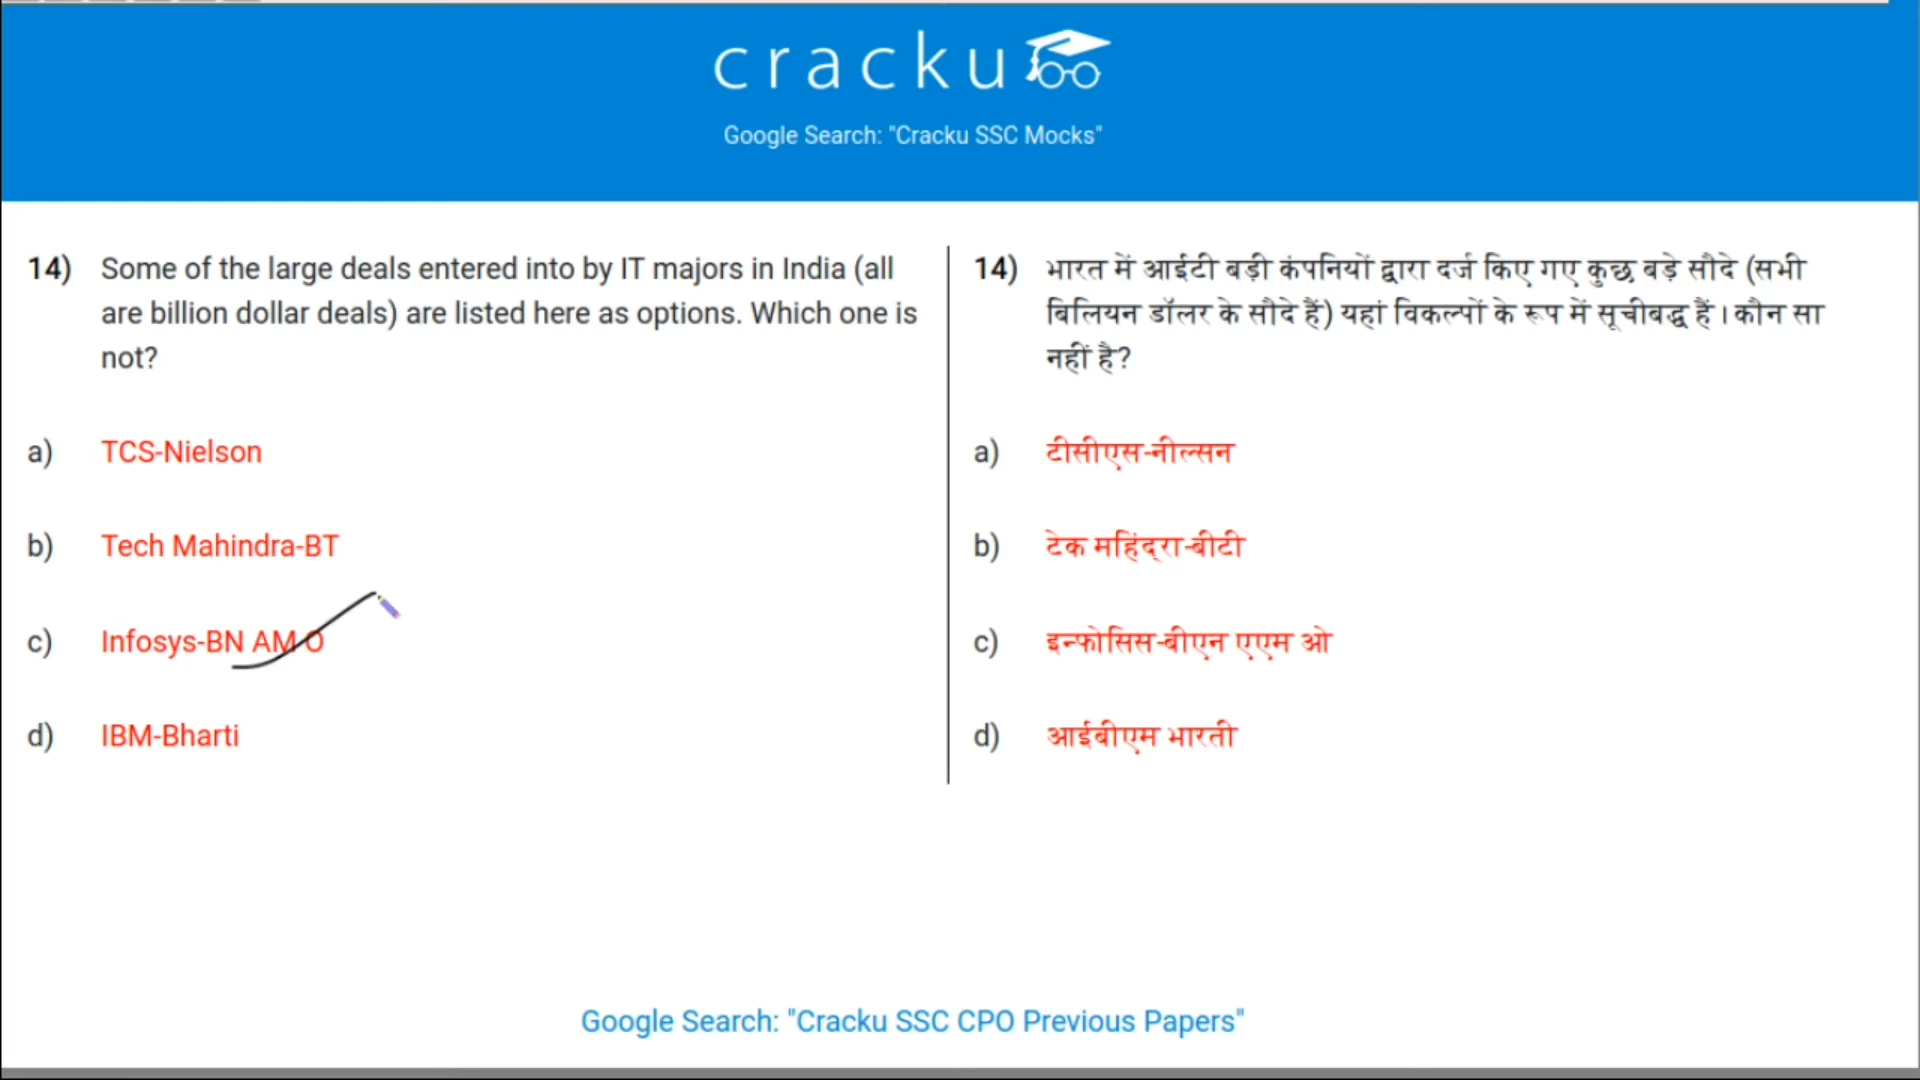 cracku
Google Search: "Cracku SSC Mocks"
14) Some of the large deals entered into by IT majors in India (all
are billion dollar deals) are listed here as options. Which one is
not?
a) TCS-Nielson
b) Tech Mahindra-BT
c) Infosys-BN AM O
d) IBM-Bharti
14) भारत में आईटी बड़ी कंपनियों द्वारा दर्ज किए गए कुछ बड़े सौदे (सभी
बिलियन डॉलर के सौदे हैं) यहां विकल्पों के रूप में सूचीबद्ध हैं। कौन सा
नहीं है?
a) टीसीएस-नील्सन
b) टेक महिंद्रा-बीटी
c) इन्फोसिस-बीएन एएम ओ
d) आईबीएम भारती
Google Search: "Cracku SSC CPO Previous Papers"